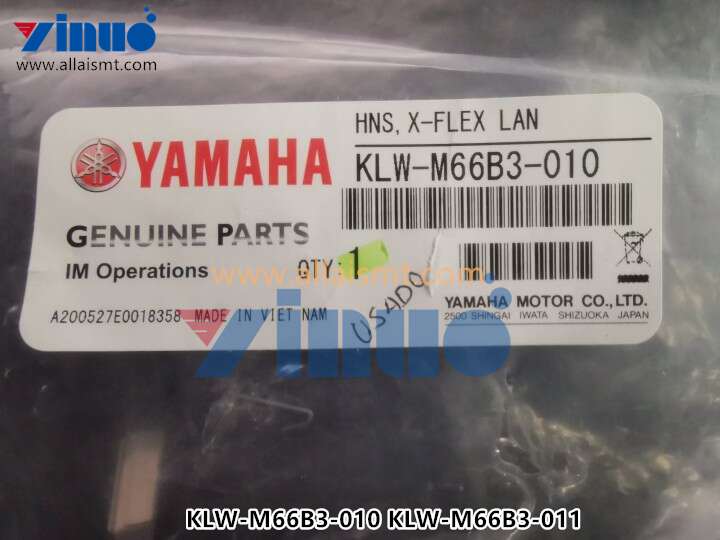 Yinuo
www.allaismt.com
HNS, X-FLEX LAN
YAMAHA
KLW-M66B3-010
GENUINE PARTS
IM Operations
QTY: 1
USADO
YAMAHA MOTOR CO., LTD.
2500 SHINGAI IWATA SHIZUOKA JAPAN
A200527E0018358 MADE IN VIET NAM
www.allaismt.com
Yinuo
KLW-M66B3-010 KLW-M66B3-011